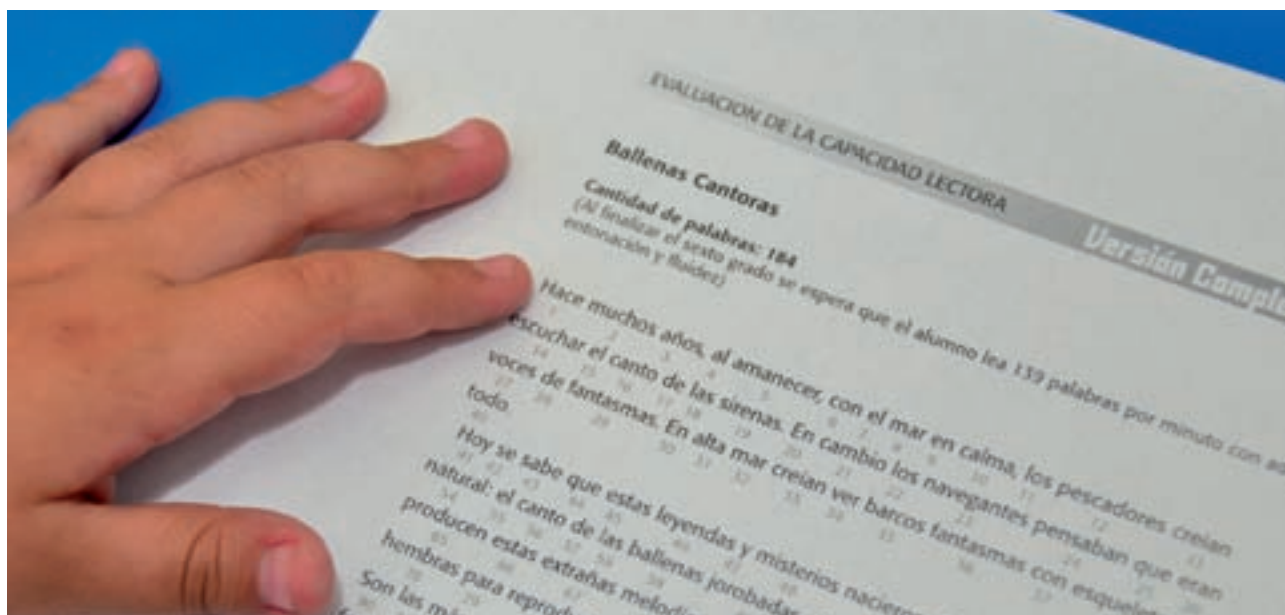 EVALUACION DE LA CAPACIDAD LECTORA
Versión Compl
Ballenas Cantoras
Cantidad de palabras: 184
(Al finalizar el sexto grado se espera que el alumno lea 139 palabras por minuto con
entonación y fluidez)
Hace muchos años, al amanecer, con el mar en calma, los pescadores creían
escuchar el canto de las sirenas. En cambio los navegantes pensaban que eran
voces de fantasmas. En alta mar creían ver barcos fantasmas con
todo.
Hoy se sabe que estas leyendas y misterios
natural: el canto de las ballenas jorobadas
producen estas extrañas
hembras para
Son las